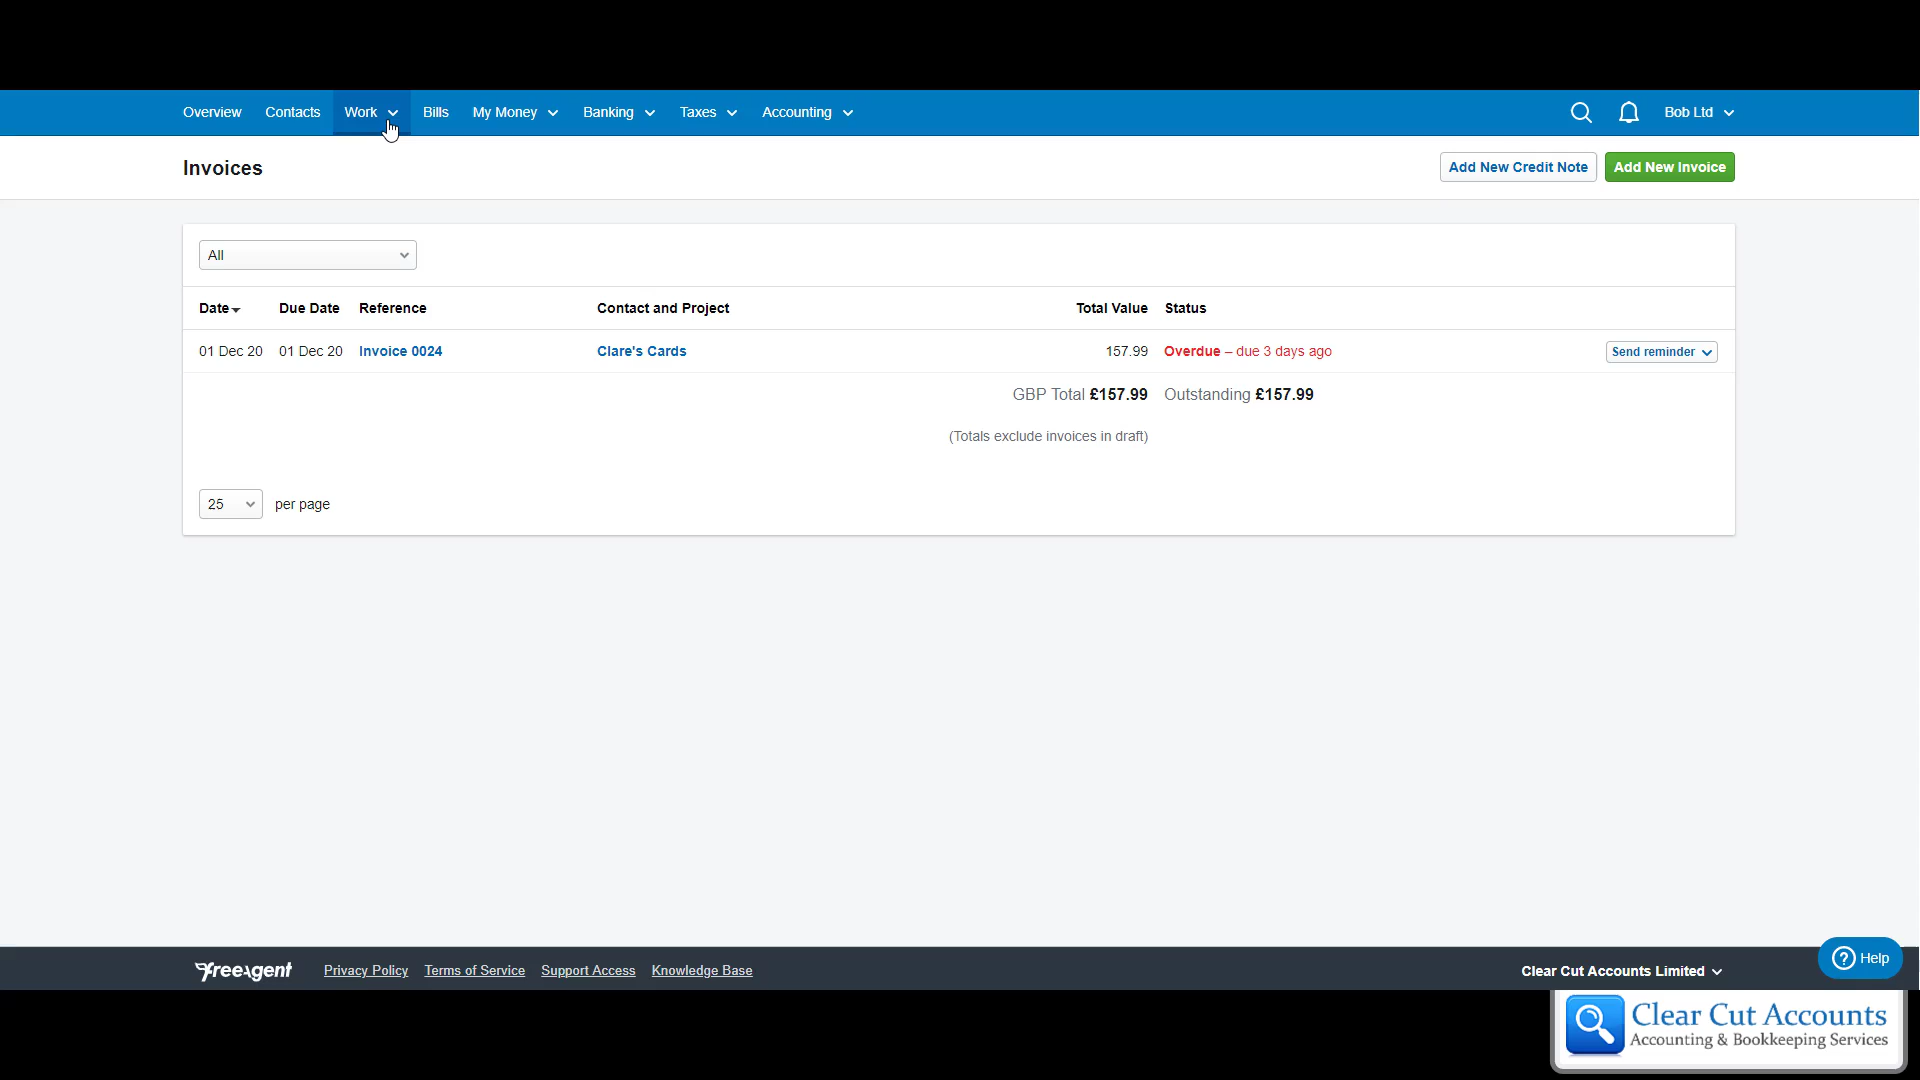 Overview Contacts Work Bills My Money Banking Taxes Accounting Bob Ltd
Invoices Add New Credit Note Add New Invoice
All
Date Due Date Reference Contact and Project Total Value Status
01 Dec 20 01 Dec 20 Invoice 0024 Clare's Cards 157.99 Overdue – due 3 days ago Send reminder
GBP Total £157.99 Outstanding £157.99
(Totals exclude invoices in draft)
25 per page
freeagent Privacy Policy Terms of Service Support Access Knowledge Base Clear Cut Accounts Limited ? Help
Clear Cut Accounts
Accounting & Bookkeeping Services